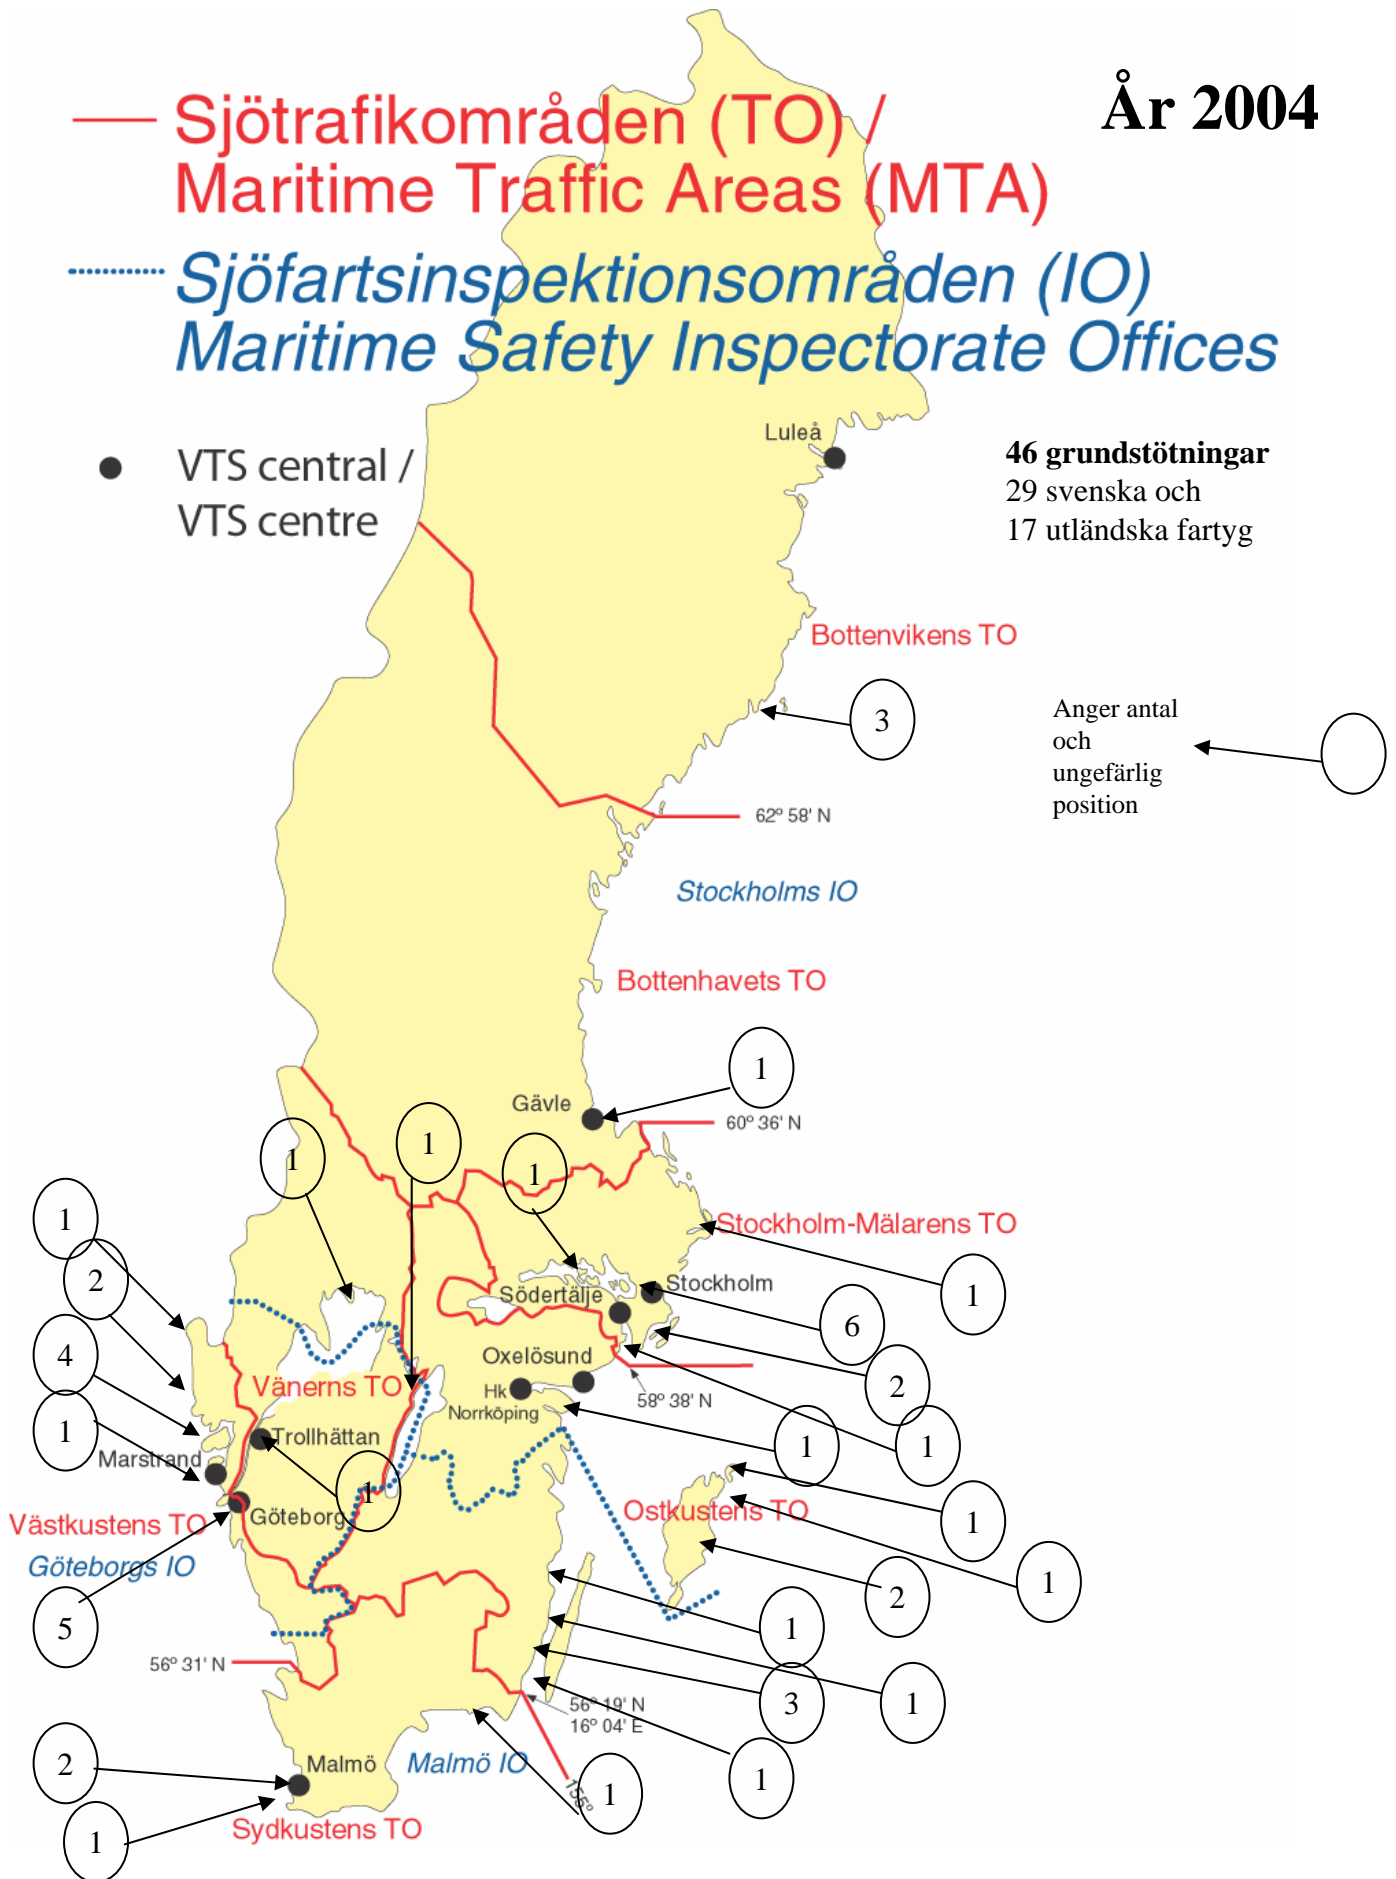 År 2004
Sjötrafikområden (TO) /
Maritime Traffic Areas (MTA)
Sjöfartsinspektionsområden (IO)
Maritime Safety Inspectorate Offices
VTS central /
VTS centre
Luleå
46 grundstötningar
29 svenska och
17 utländska fartyg
Bottenvikens TO
3
Anger antal
och
ungefärlig
position
62º 58' N
Stockholms IO
Bottenhavets TO
1
Gävle
60º 36' N
1
1
1
1
Stockholm-Mälarens TO
2
Södertälje
Stockholm
1
6
4
Oxelösund
Vänerns TO
2
Hk
Norrköping
58º 38' N
1
Trollhättan
1
1
Marstrand
1
Göteborg
Västkustens TO
Ostkustens TO
1
Göteborgs IO
1
2
5
1
56º 31' N
3
1
56º 19' N
16º 04' E
2
Malmö
Malmö IO
1
1
155º
1
Sydkustens TO